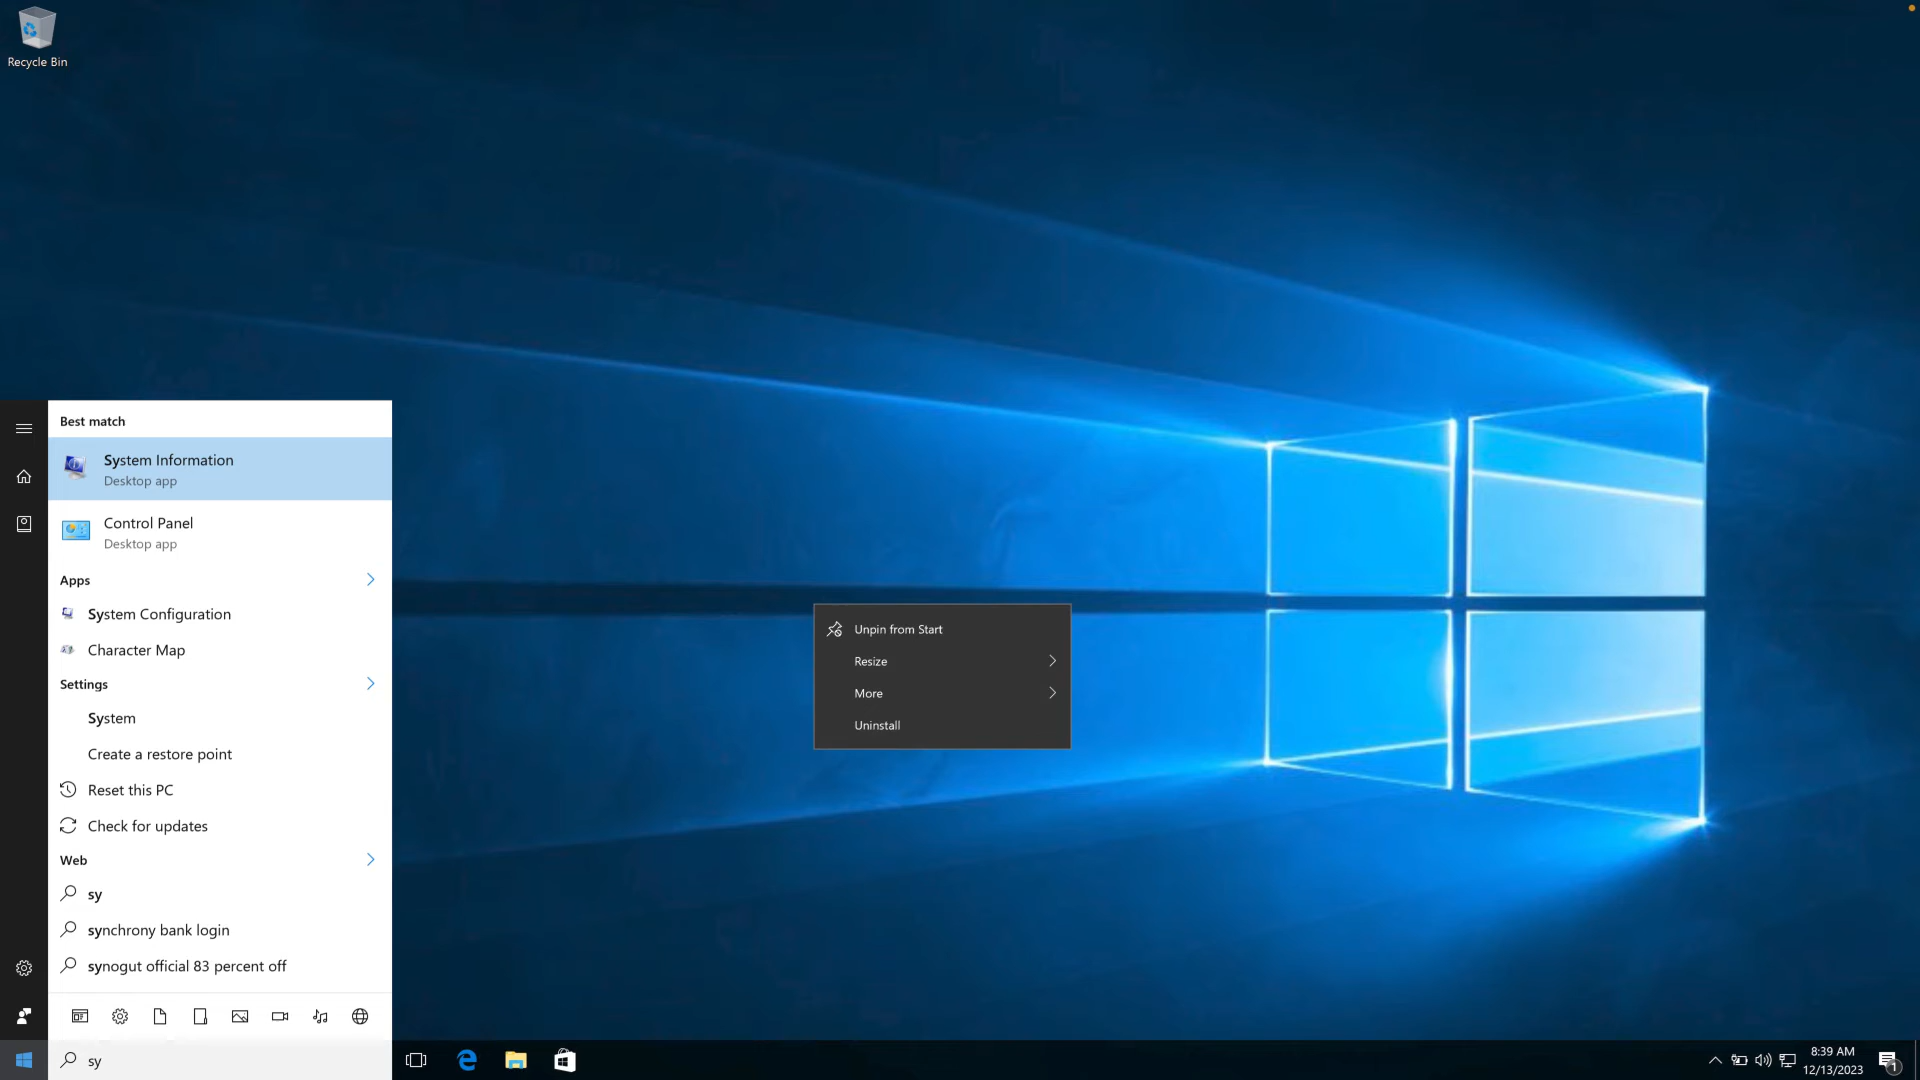 Recycle Bin
Best match
System Information
Desktop app
Control Panel
Desktop app
Apps
System Configuration
Character Map
Settings
System
Create a restore point
Reset this PC
Check for updates
Web
sy
synchrony bank login
synogut official 83 percent off
sy
Unpin from Start
Resize
More
Uninstall
8:39 AM
12/13/2023
1